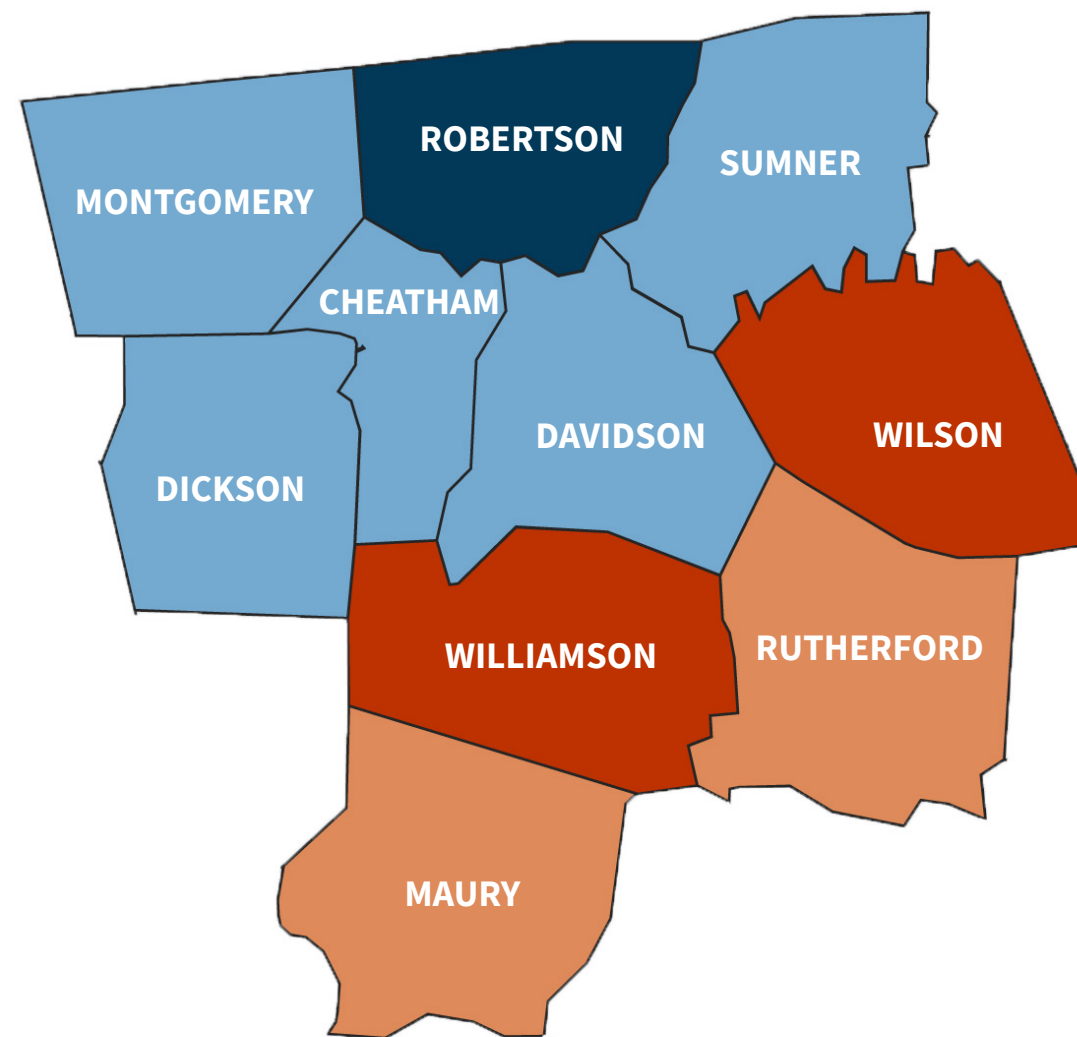 ROBERTSON
SUMNER
MONTGOMERY
CHEATHAM
DAVIDSON
WILSON
DICKSON
WILLIAMSON
RUTHERFORD
MAURY